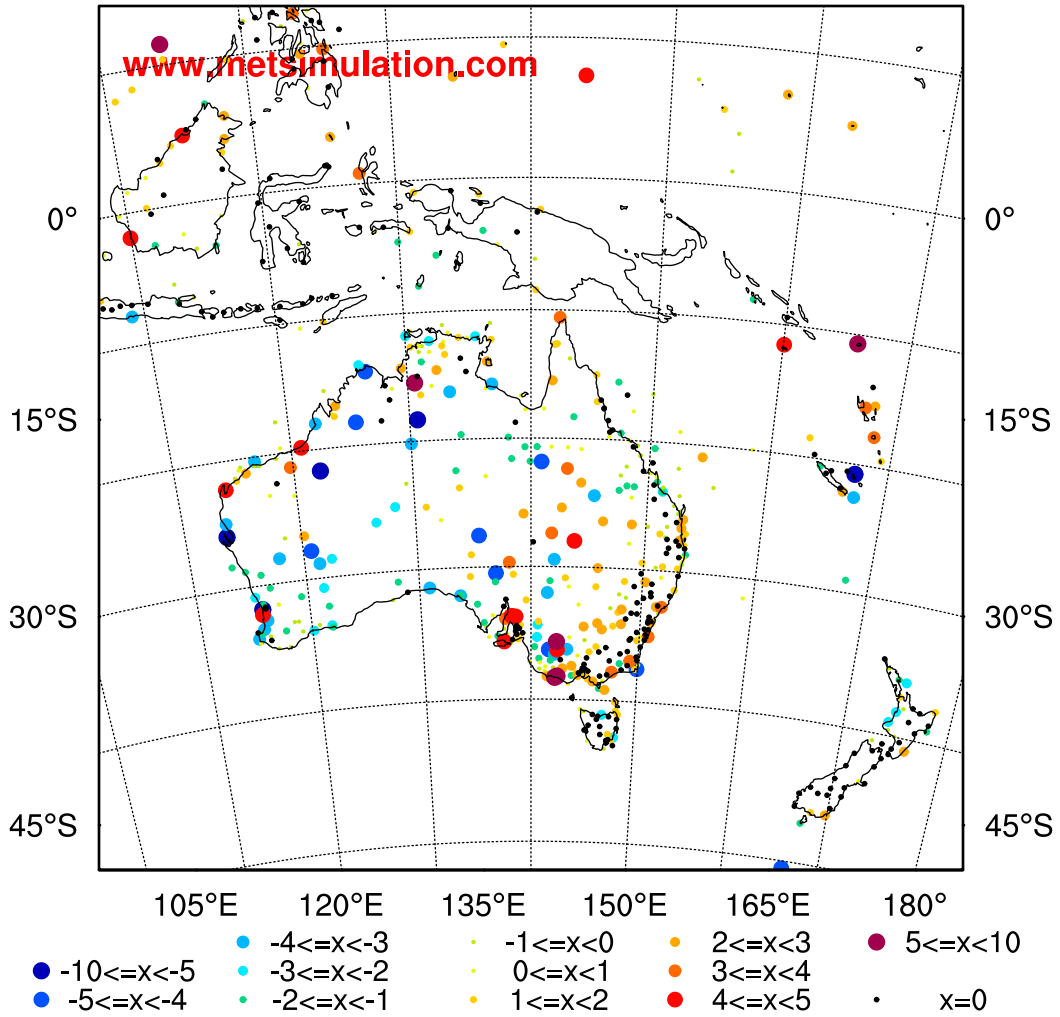 www.metsimulation.com
0° 0°
15°S 15°S
30°S 30°S
45°S 45°S
105°E 120°E 135°E 150°E 165°E 180°
-4<=x<-3 -1<=x<0 2<=x<3 5<=x<10
-10<=x<-5 -3<=x<-2 0<=x<1 3<=x<4
-5<=x<-4 -2<=x<-1 1<=x<2 4<=x<5 x=0